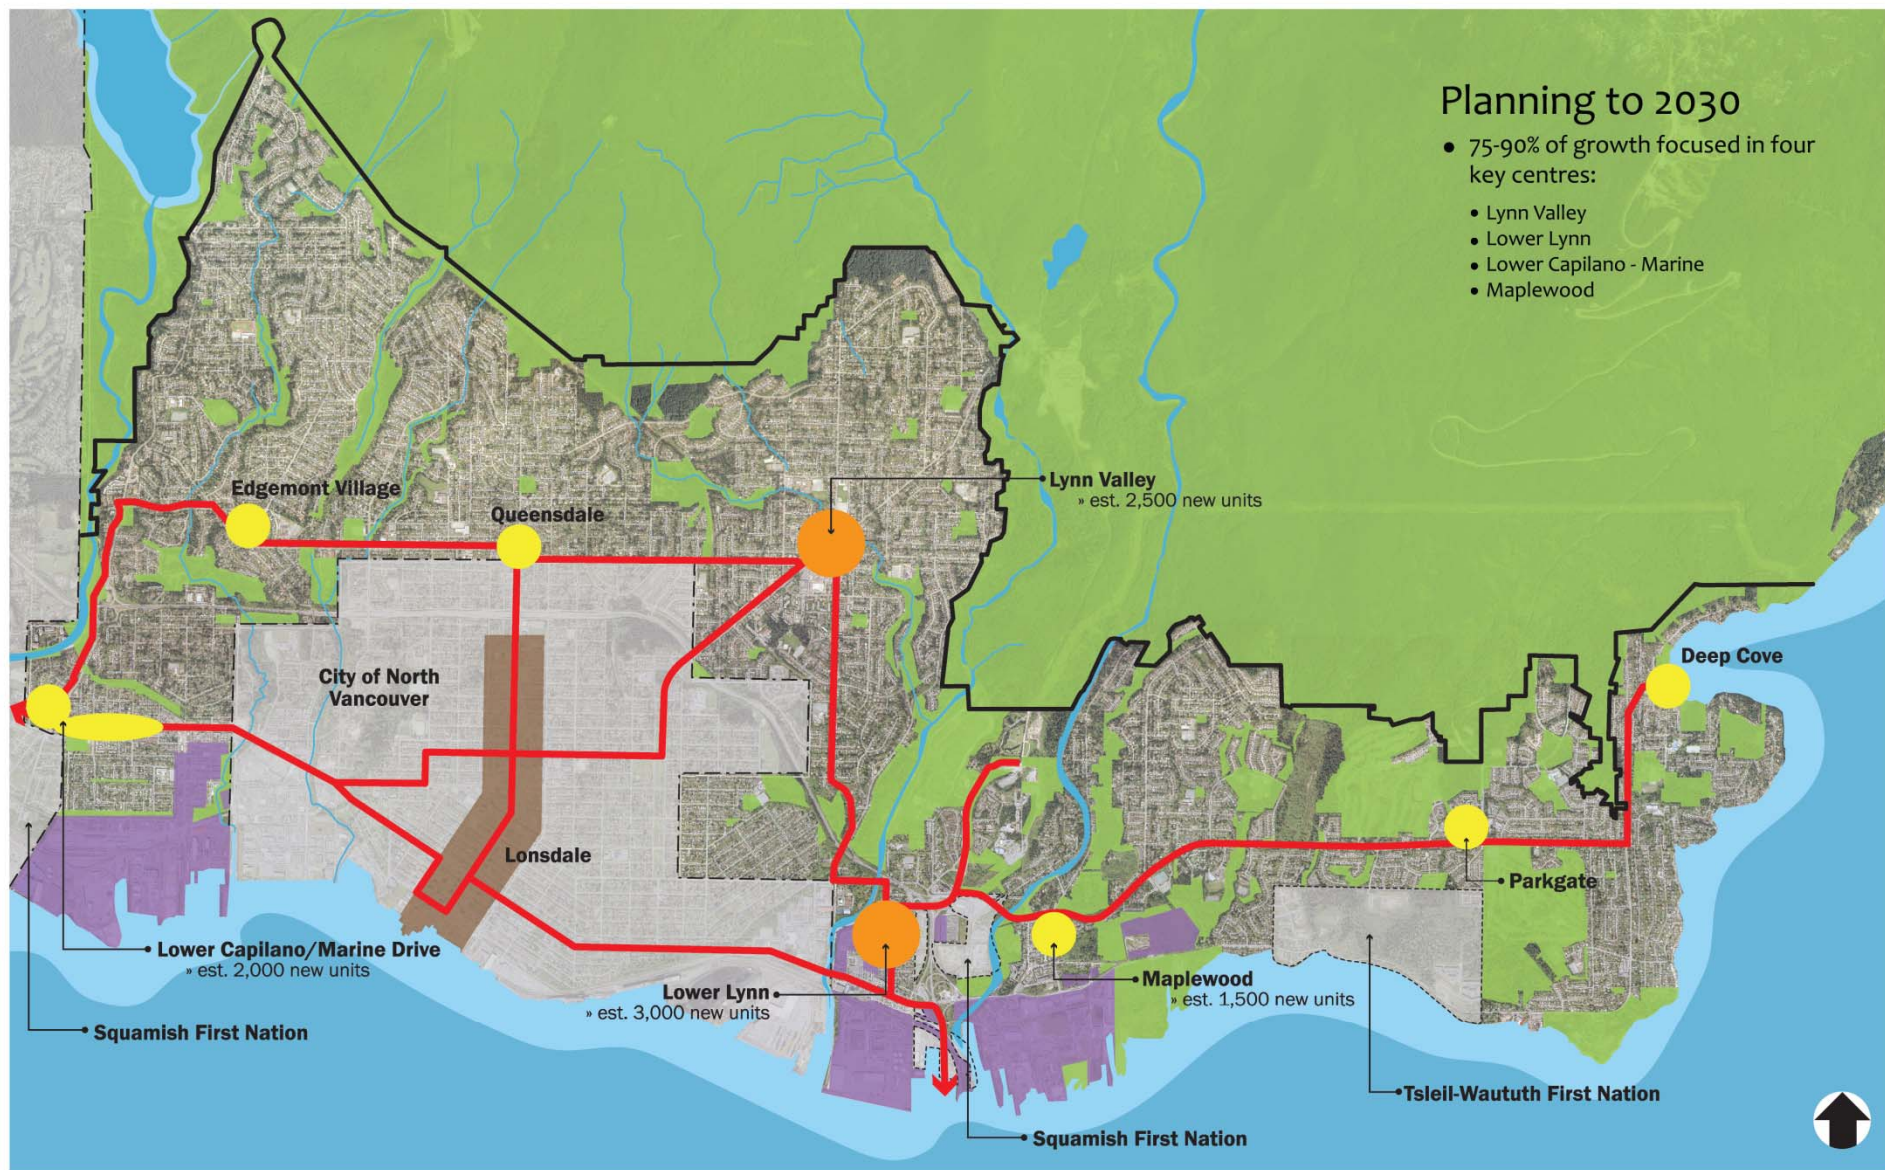 Planning to 2030
• 75-90% of growth focused in four
key centres:
• Lynn Valley
• Lower Lynn
• Lower Capilano - Marine
• Maplewood
Edgemont Village
Queensdale
Lynn Valley
» est. 2,500 new units
City of North
Vancouver
Deep Cove
Lonsdale
Parkgate
Lower Capilano/Marine Drive
» est. 2,000 new units
Lower Lynn
» est. 3,000 new units
Maplewood
» est. 1,500 new units
Squamish First Nation
Tsleil-Waututh First Nation
Squamish First Nation